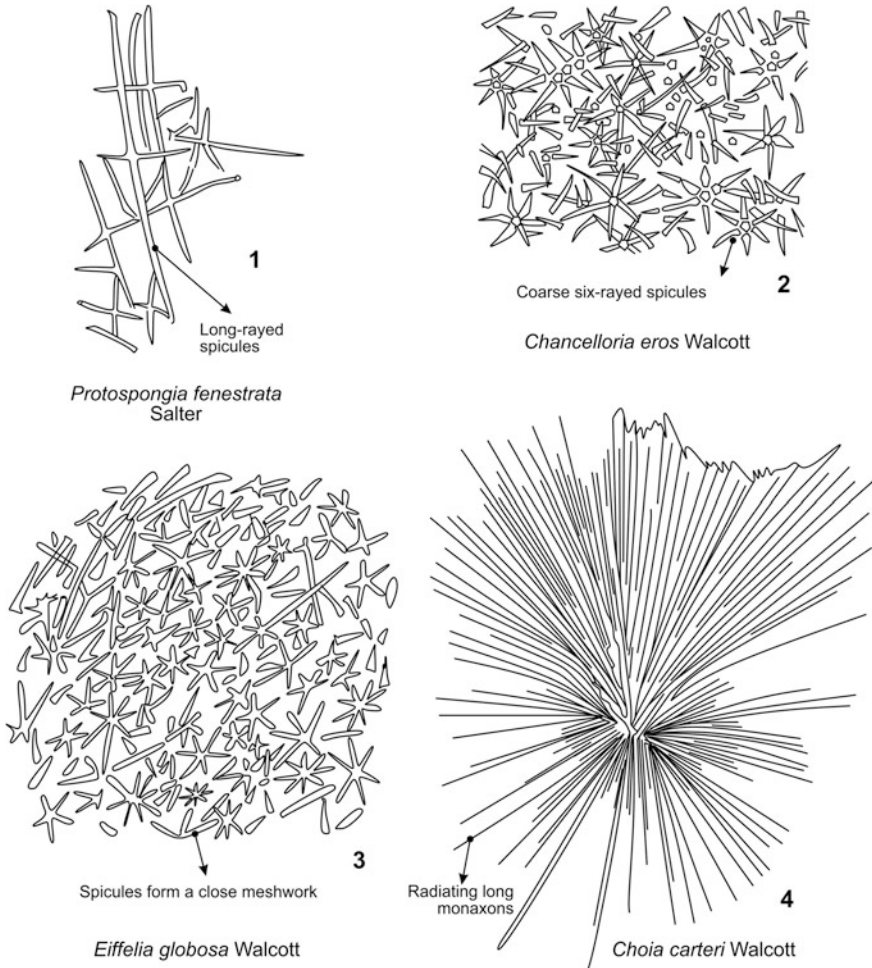 1
Long-rayed
spicules
Protospongia fenestrata
Salter
2
Coarse six-rayed spicules
Chancelloria eros Walcott
3
Spicules form a close meshwork
Eiffelia globosa Walcott
4
Radiating long
monaxons
Choia carteri Walcott